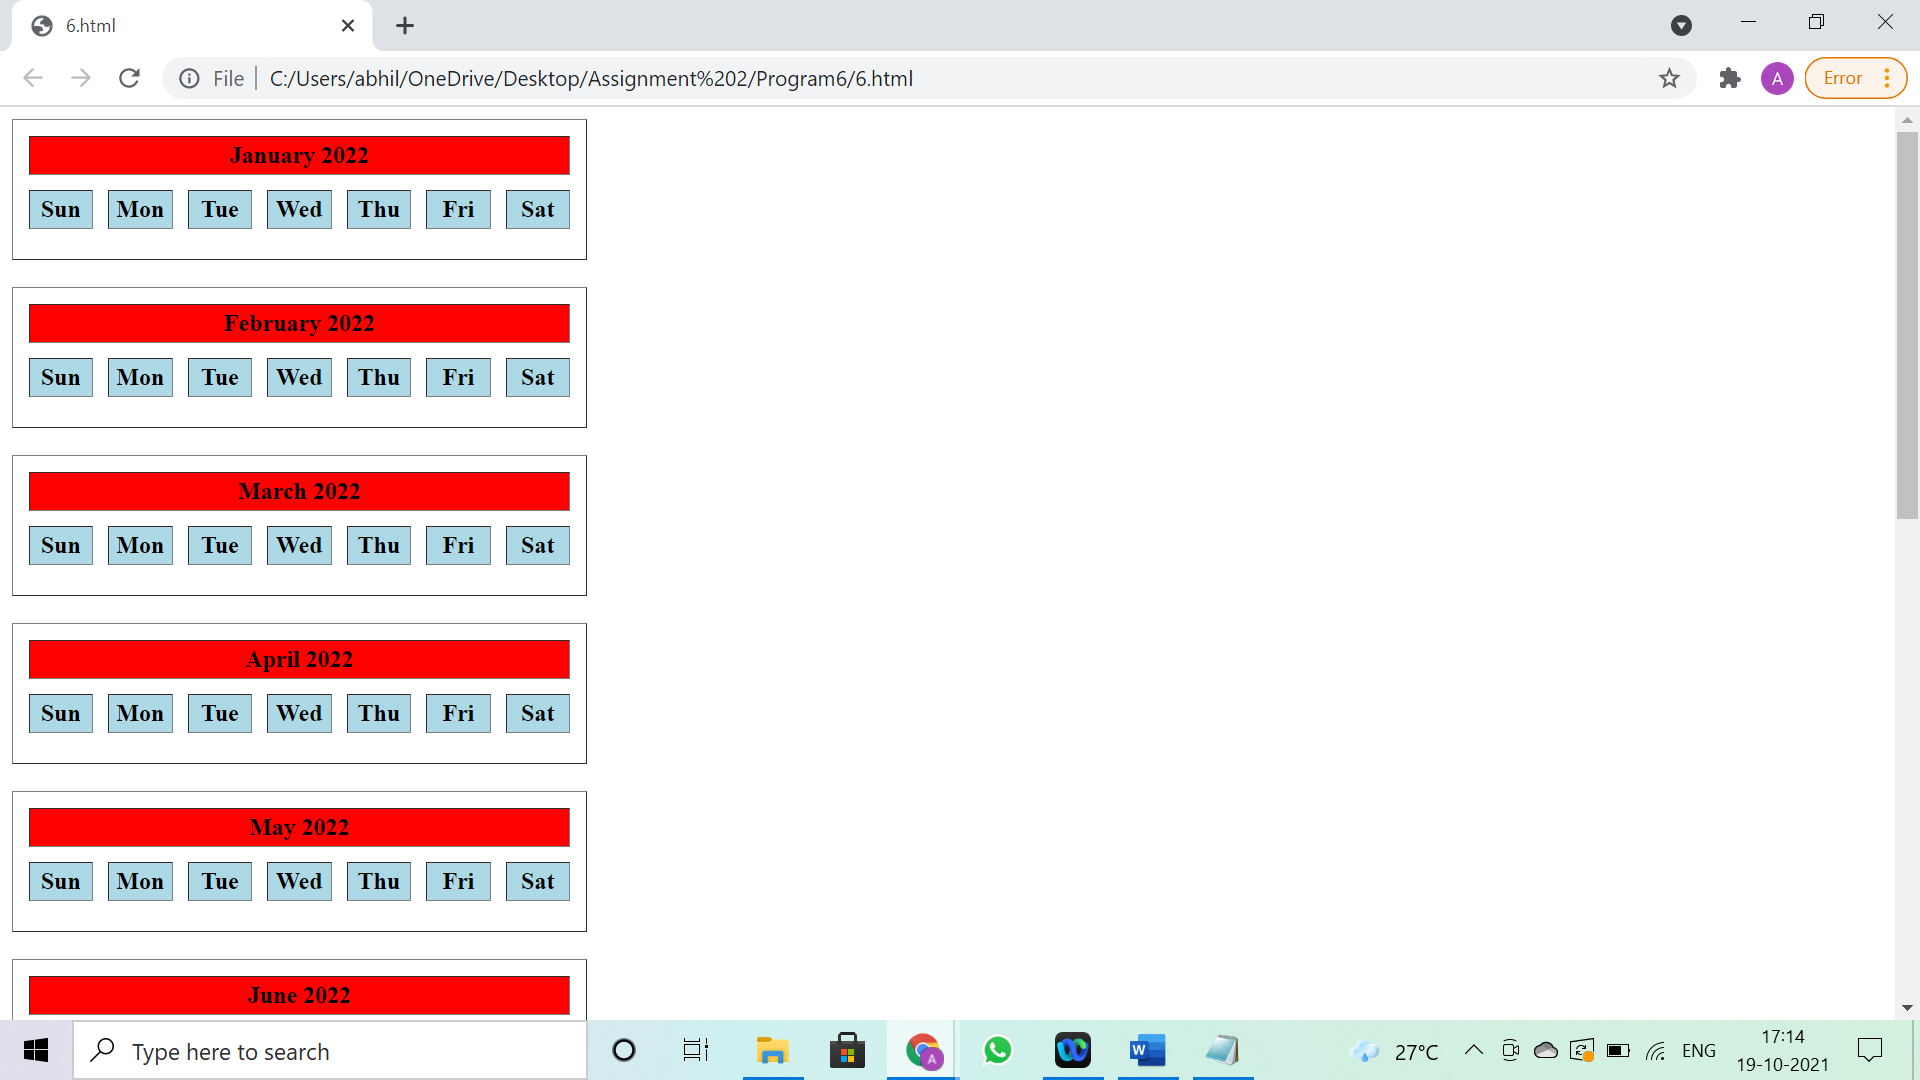 6.html
File C:/Users/abhil/OneDrive/Desktop/Assignment%202/Program6/6.html A Error
January 2022
Sun Mon Tue Wed Thu Fri Sat
February 2022
Sun Mon Tue Wed Thu Fri Sat
March 2022
Sun Mon Tue Wed Thu Fri Sat
April 2022
Sun Mon Tue Wed Thu Fri Sat
May 2022
Sun Mon Tue Wed Thu Fri Sat
June 2022
Type here to search A W 27°C ENG 17:14
19-10-2021